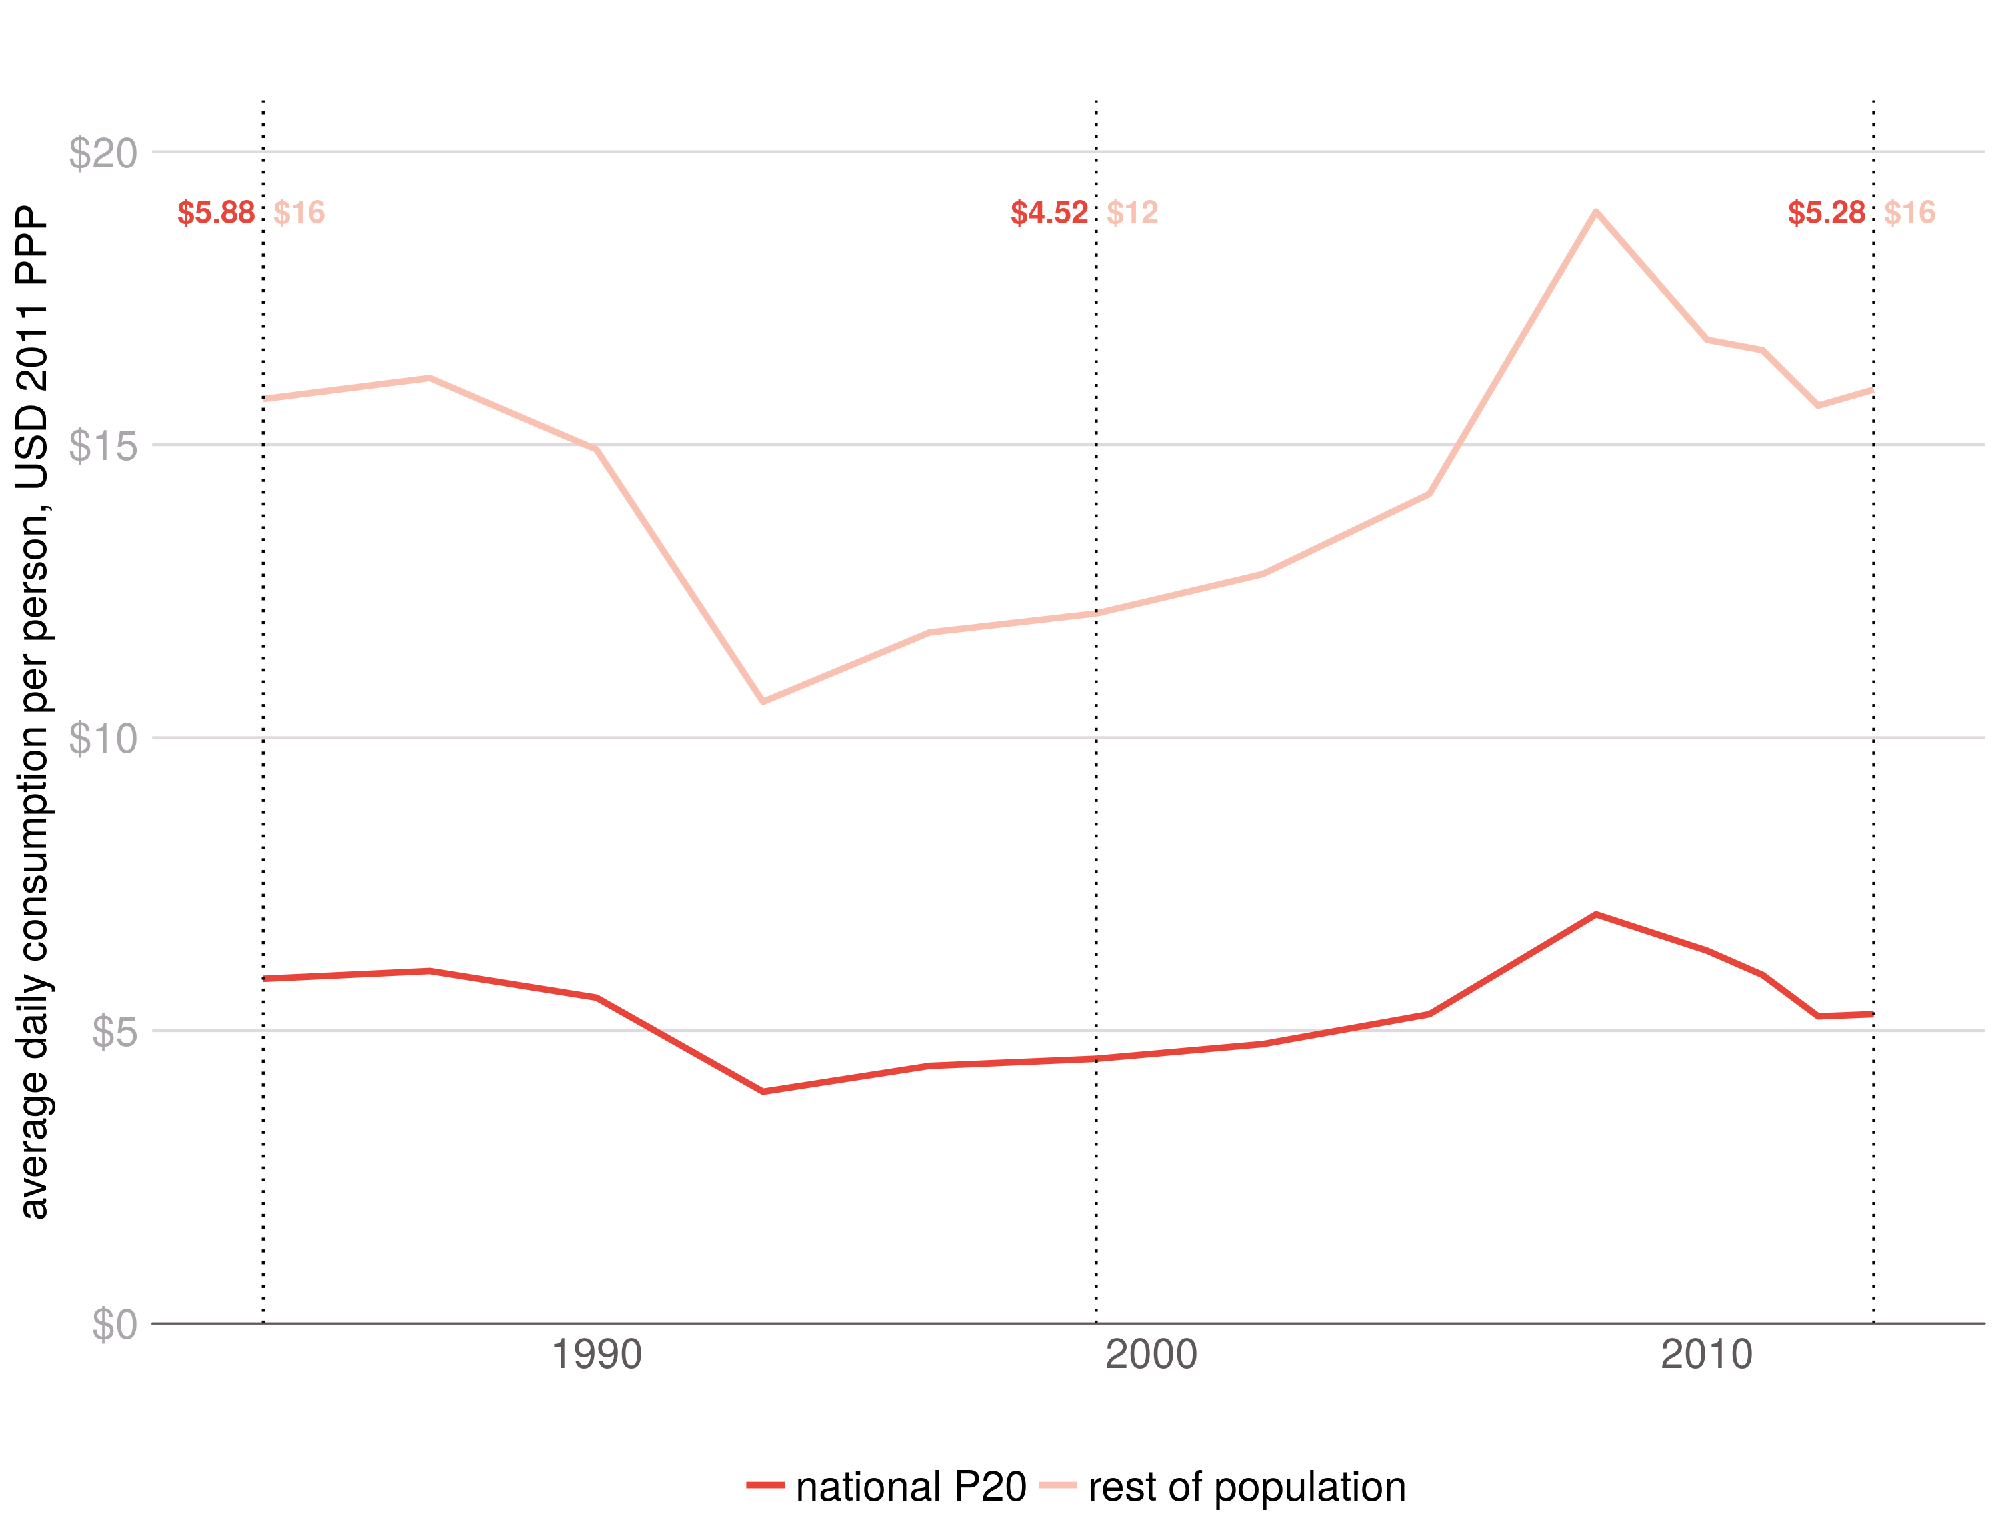 average daily consumption per person, USD 2011 PPP
$20
$5.88 $16
$4.52 $12
$5.28 $16
$15
$10
$5
$0
1990 2000 2010
national P20 rest of population